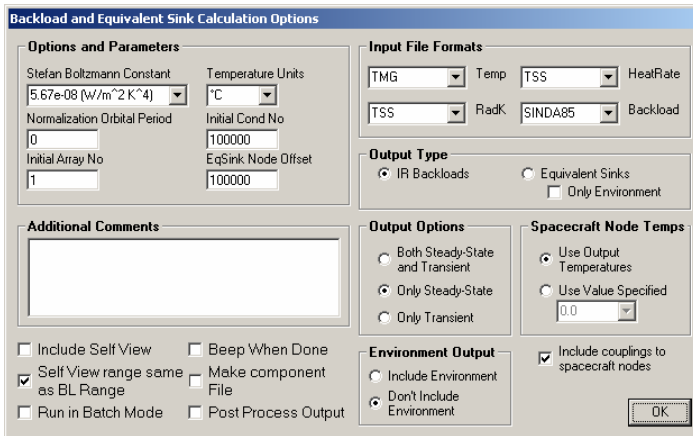 Backload and Equivalent Sink Calculation Options
Options and Parameters
Stefan Boltzmann Constant
Temperature Units
5.67e-08 (W/m^2 K^4)
°C
Normalization Orbital Period
Initial Cond No
0
100000
Initial Array No
EqSink Node Offset
1
100000
Input File Formats
TMG
Temp
TSS
HeatRate
TSS
RadK
SINDA85
Backload
Output Type
IR Backloads
Equivalent Sinks
Only Environment
Additional Comments
Output Options
Both Steady-State
and Transient
Only Steady-State
Only Transient
Spacecraft Node Temps
Use Output
Temperatures
Use Value Specified
0.0
Include Self View
Beep When Done
Self View range same
as BL Range
Make component
File
Run in Batch Mode
Post Process Output
Environment Output
Include Environment
Don't Include
Environment
Include couplings to
spacecraft nodes
OK